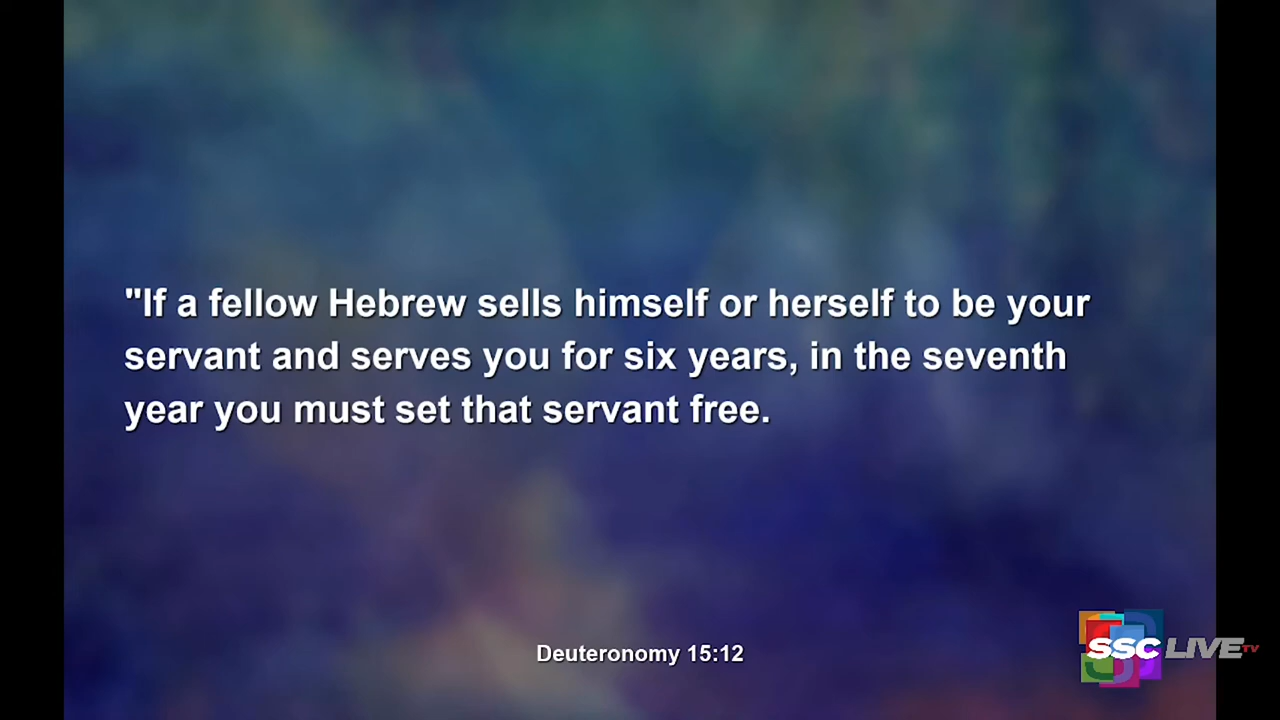 "If a fellow Hebrew sells himself or herself to be your
servant and serves you for six years, in the seventh
year you must set that servant free.
Deuteronomy 15:12
SSC LIVE TV